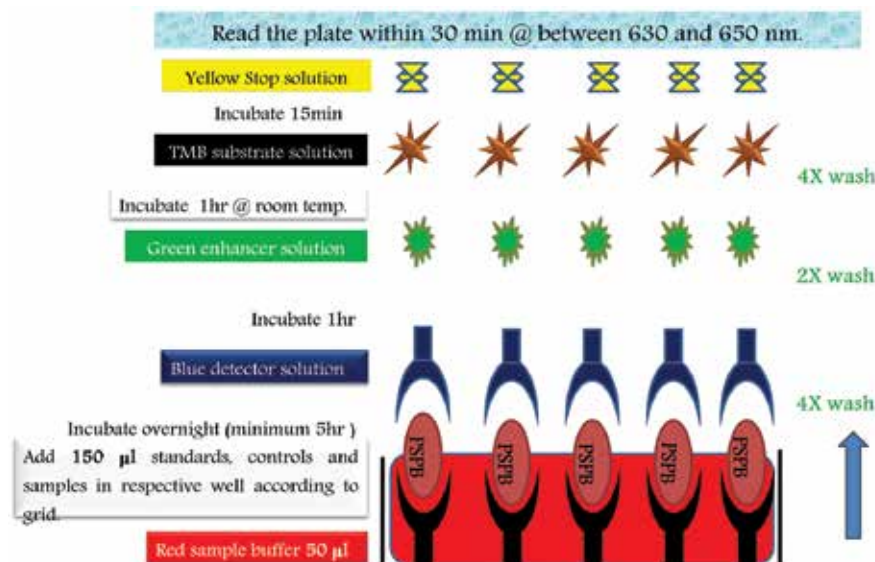 Read the plate within 30 min @ between 630 and 650 nm.
Yellow Stop solution
Incubate 15min
TMB substrate solution
4X wash
Incubate 1hr @ room temp.
Green enhancer solution
2X wash
Incubate 1hr
Blue detector solution
4X wash
Incubate overnight (minimum 5hr )
Add 150 µl standards, controls and
samples in respective well according to
grid.
PSPB PSPB PSPB PSPB PSPB
Red sample buffer 50 µl